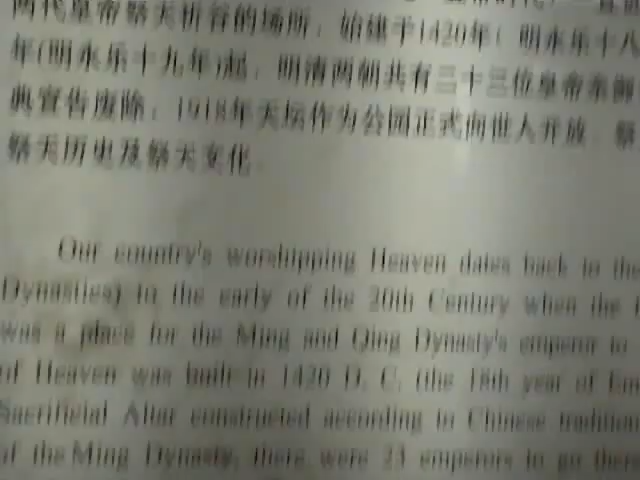 两代皇帝祭天祈谷的场所，始建于1420年（明永乐十八
年（明永乐十九年）起，明清两朝共有二十三位皇帝亲御
典宣告废除；1918年天坛作为公园正式向世人开放，祭
祭天历史及祭天文化
Our country's worshipping Heaven dates back to the
Dynasties) to the early of the 20th Century when the
was a place for the Ming and Qing Dynasty's emperor to
of Heaven was built in 1420 D. C. (the 18th year of Em
Sacrificial Altar constructed according to Chinese tradition
of the Ming Dynasty, there were 23 emperors to go there